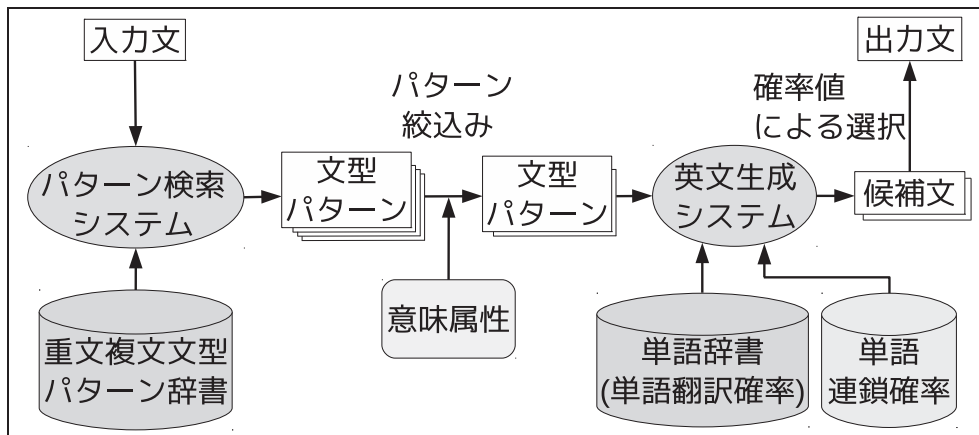 入力文
出力文
パターン
絞込み
確率値
による選択
パターン検索
システム
文型
パターン
文型
パターン
英文生成
システム
候補文
意味属性
重文複文文型
パターン辞書
単語辞書
(単語翻訳確率)
単語
連鎖確率